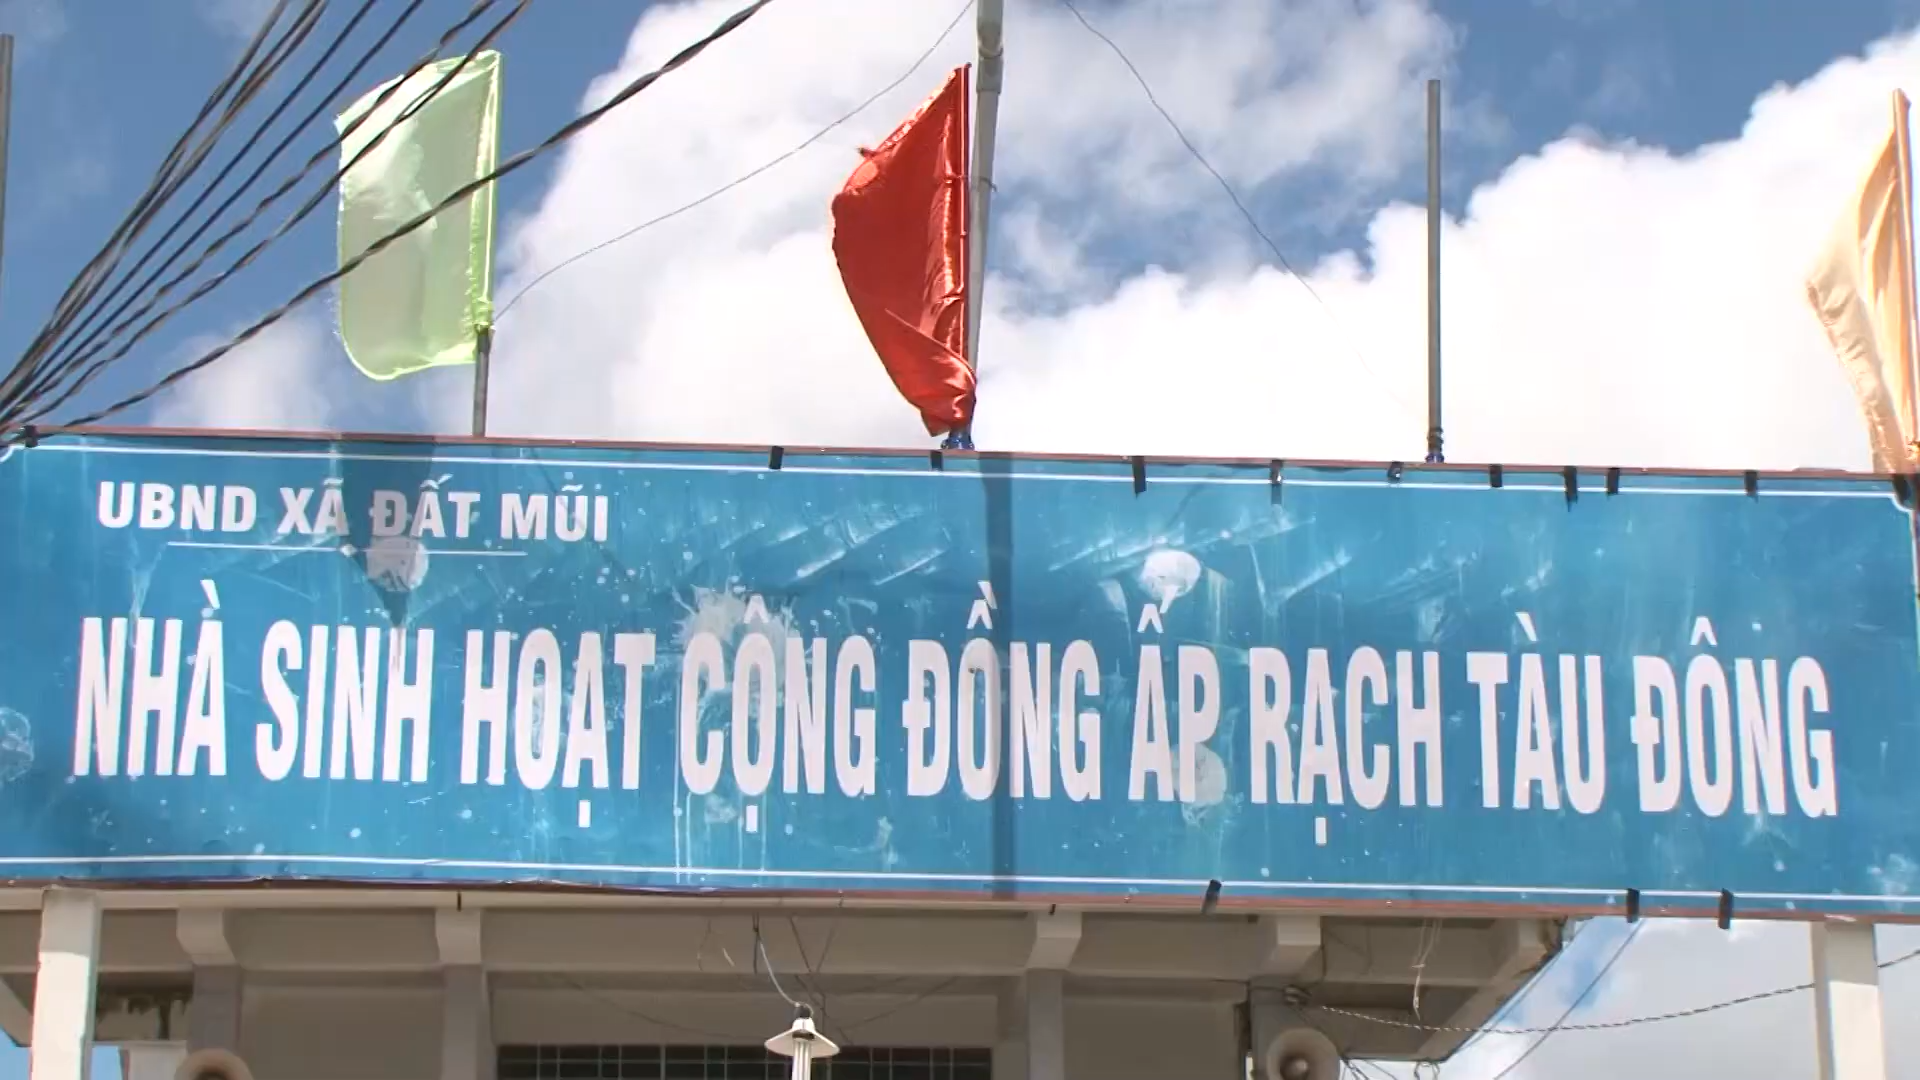 UBND XÃ ĐẤT MŨI
NHÀ SINH HOẠT CỘNG ĐỒNG ẤP RẠCH TÀU ĐÔNG